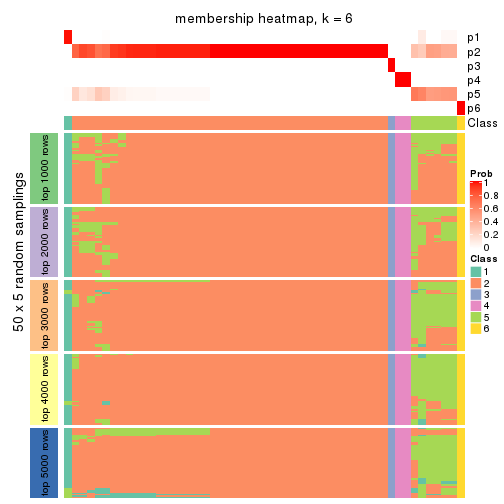 membership heatmap, k = 6
p1
p2
p3
p4
p5
p6
Class
50 x 5 random samplings
top 1000 rows
top 2000 rows
top 3000 rows
top 4000 rows
top 5000 rows
Prob
1
0.8
0.6
0.4
0.2
0
Class
1
2
3
4
5
6